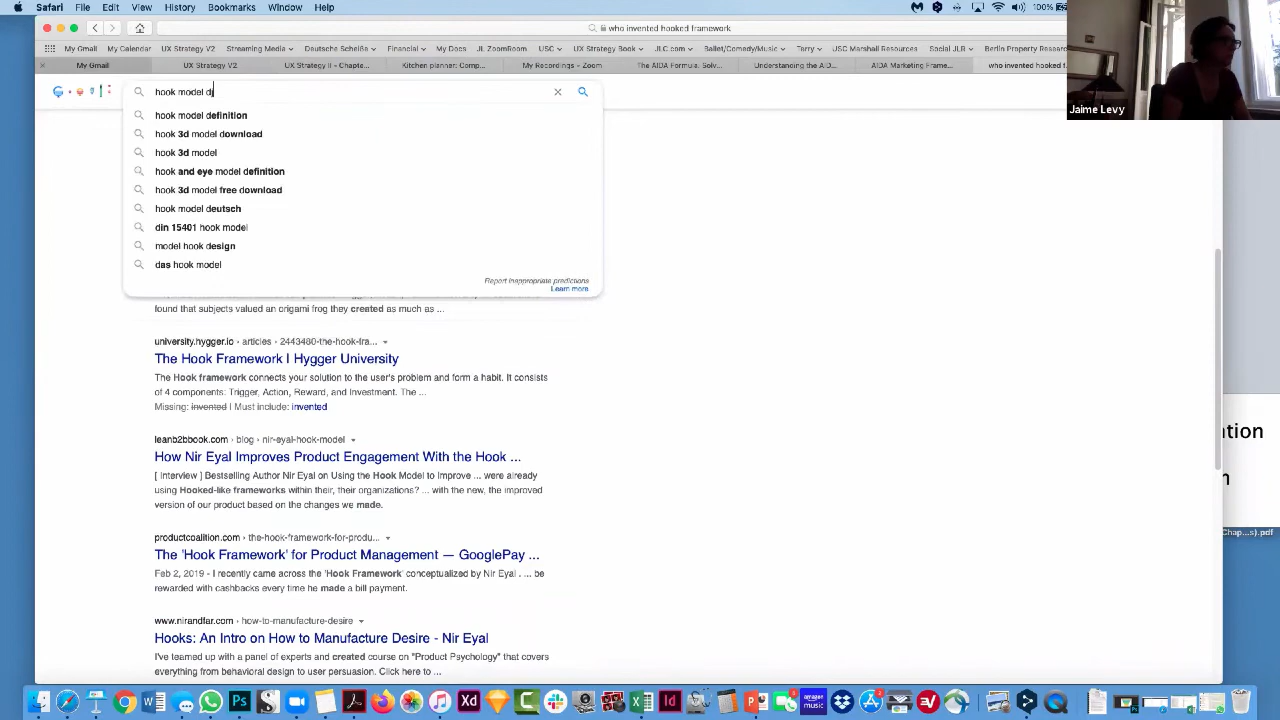 Safari File Edit View History Bookmarks Window Help
who invented hooked framework
My Gmail My Calendar UX Strategy V2 Streaming Media Deutsche Scheiße Financial My Docs JL ZoomRoom USC UX Strategy Book JLC.com Ballet/Comedy/Music Terry USC Marshall Resources Social JLR Berlin Property Resear
My Gmail UX Strategy V2 UX Strategy II - Chapte... Kitchen planner: Comp... My Recordings - Zoom The AIDA Formula. Solv... Understanding the AID... AIDA Marketing Frame... who invented hooked f...
Jaime Levy
hook model dj
hook model definition
hook 3d model download
hook 3d model
hook and eye model definition
hook 3d model free download
hook model deutsch
din 15401 hook model
model hook design
das hook model
Report inappropriate predictions
Learn more
found that subjects valued an origami frog they created as much as ...
university.hygger.io › articles › 2443480-the-hook-fra...
The Hook Framework | Hygger University
The Hook framework connects your solution to the user's problem and form a habit. It consists
of 4 components: Trigger, Action, Reward, and Investment. The ...
Missing: invented | Must include: invented
leanb2bbook.com › blog › nir-eyal-hook-model
How Nir Eyal Improves Product Engagement With the Hook ...
[ Interview ] Bestselling Author Nir Eyal on Using the Hook Model to Improve ... were already
using Hooked-like frameworks within their, their organizations? ... with the new, the improved
version of our product based on the changes we made.
productcoalition.com › the-hook-framework-for-produ...
The 'Hook Framework' for Product Management — GooglePay ...
Feb 2, 2019 - I recently came across the 'Hook Framework' conceptualized by Nir Eyal . ... be
rewarded with cashbacks every time he made a bill payment.
www.nirandfar.com › how-to-manufacture-desire
Hooks: An Intro on How to Manufacture Desire - Nir Eyal
I've teamed up with a panel of experts and created course on "Product Psychology" that covers
everything from behavioral design to user persuasion. Click here to ...
ntion
n
Chap...s).pdf